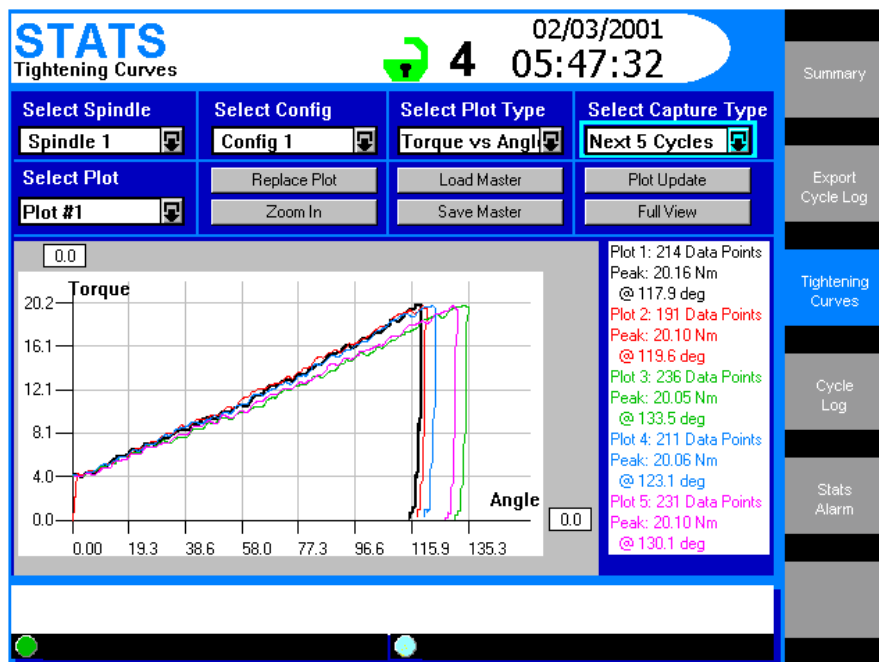 STATS
Tightening Curves
4
02/03/2001
05:47:32
Select Spindle
Spindle 1
Select Config
Config 1
Select Plot Type
Torque vs Angl
Select Capture Type
Next 5 Cycles
Select Plot
Plot #1
Replace Plot
Load Master
Plot Update
Zoom In
Save Master
Full View
0.0
Torque
20.2
16.1
12.1
8.1
4.0
0.0
Angle
0.0
0.00 19.3 38.6 58.0 77.3 96.6 115.9 135.3
Plot 1: 214 Data Points
Peak: 20.16 Nm
@ 117.9 deg
Plot 2: 191 Data Points
Peak: 20.10 Nm
@ 119.6 deg
Plot 3: 236 Data Points
Peak: 20.05 Nm
@ 133.5 deg
Plot 4: 211 Data Points
Peak: 20.06 Nm
@ 123.1 deg
Plot 5: 231 Data Points
Peak: 20.10 Nm
@ 130.1 deg
Summary
Export
Cycle Log
Tightening
Curves
Cycle
Log
Stats
Alarm